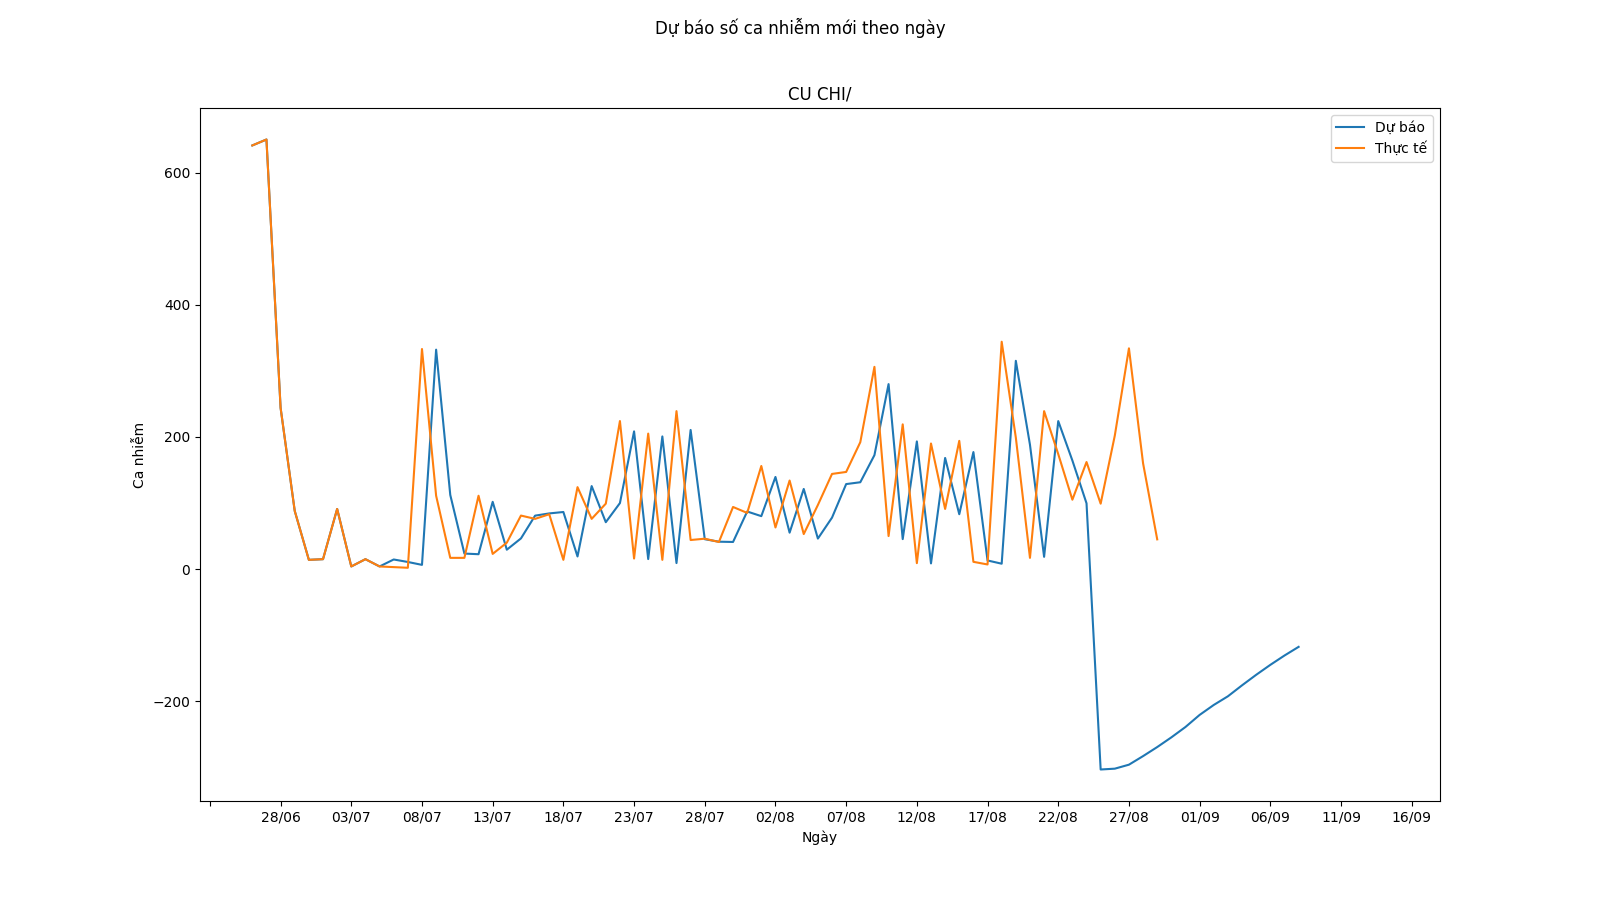 Dự báo số ca nhiễm mới theo ngày
CU CHI/
Dự báo
Thực tế
600
400
200
0
−200
Ca nhiễm
28/06 03/07 08/07 13/07 18/07 23/07 28/07 02/08 07/08 12/08 17/08 22/08 27/08 01/09 06/09 11/09 16/09
Ngày